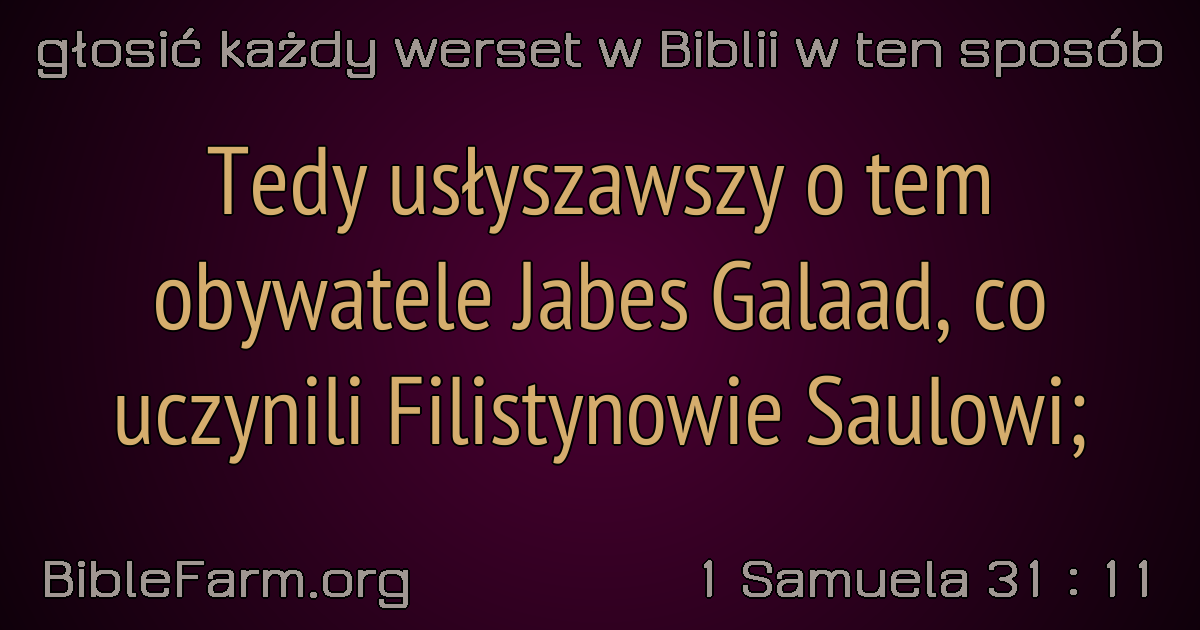 głosić każdy werset w Biblii w ten sposób
Tedy usłyszawszy o tem
obywatele Jabes Galaad, co
uczynili Filistynowie Saulowi;
BibleFarm.org
1 Samuela 31 : 11